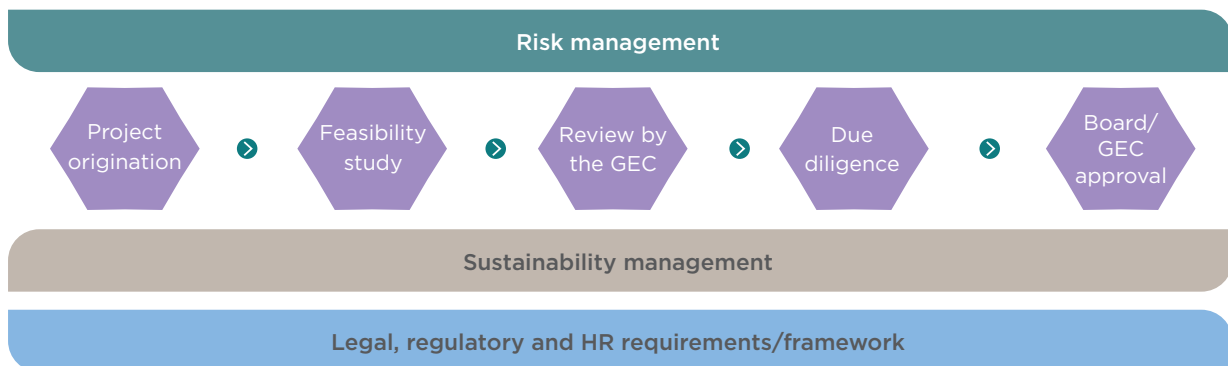 Risk management
Project
origination
Feasibility
study
Review by
the GEC
Due
diligence
Board/
GEC
approval
Sustainability management
Legal, regulatory and HR requirements/framework